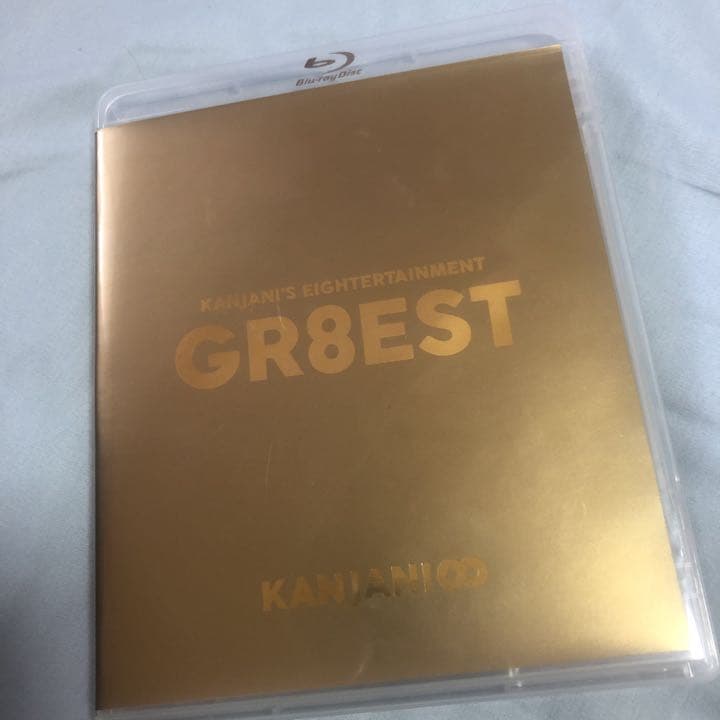 Blu-ray Disc
KANJANI'S EIGHTERTAINMENT
GR8EST
KANJANI∞